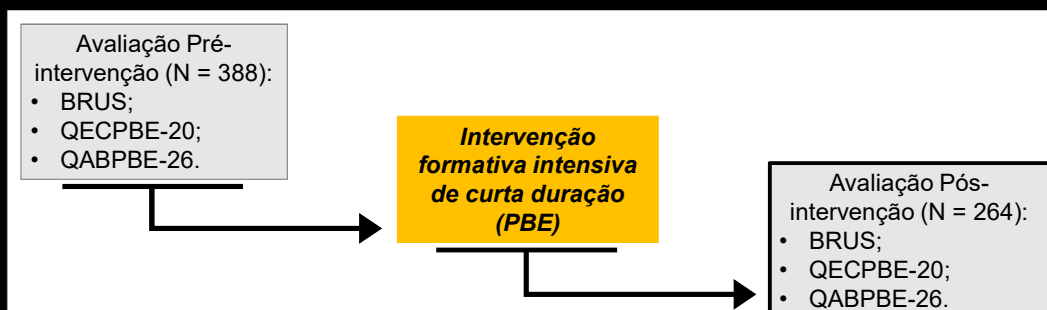 Avaliação Pré-
intervenção (N = 388):
• BRUS;
• QECPBE-20;
• QABPBE-26.
Intervenção
formativa intensiva
de curta duração
(PBE)
Avaliação Pós-
intervenção (N = 264):
• BRUS;
• QECPBE-20;
• QABPBE-26.